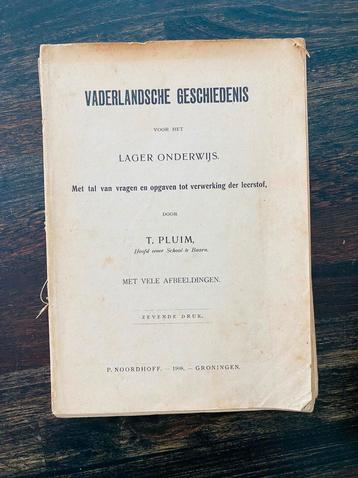 VADERLANDSCHE GESCHIEDENIS
VOOR HET
LAGER ONDERWIJS.
Met tal van vragen en opgaven tot verwerking der leerstof,
DOOR
T. PLUIM,
Hoofd eener School te Baarn.
MET VELE AFBEELDINGEN.
ZEVENDE DRUK.
P. NOORDHOFF. — 1908. — GRONINGEN.